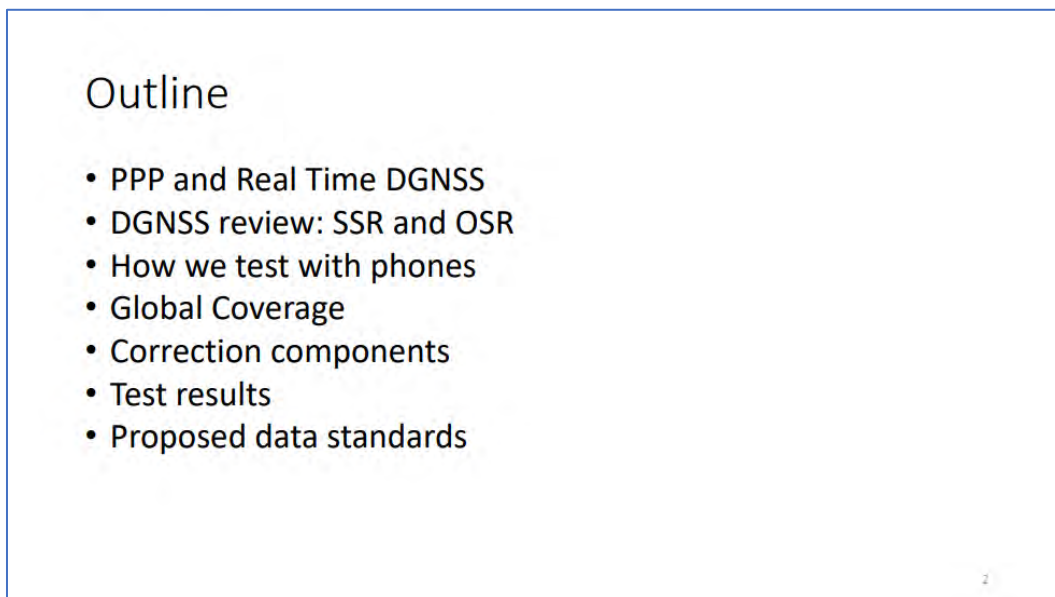 Outline
• PPP and Real Time DGNSS
• DGNSS review: SSR and OSR
• How we test with phones
• Global Coverage
• Correction components
• Test results
• Proposed data standards
2